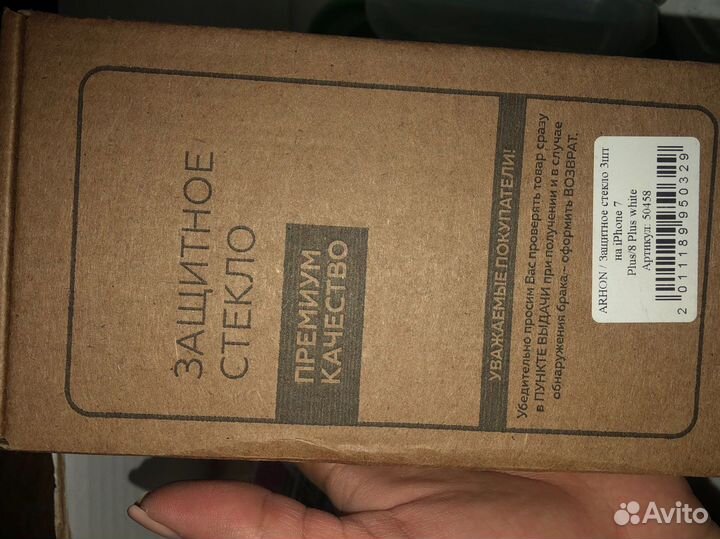 ЗАЩИТНОЕ
СТЕКЛО
ПРЕМИУМ
КАЧЕСТВО
УВАЖАЕМЫЕ ПОКУПАТЕЛИ!
Убедительно просим Вас проверять товар сразу
в ПУНКТЕ ВЫДАЧИ при получении и в случае
обнаружения брака,- оформить ВОЗВРАТ.
ARHON / Защитное стекло 3шт
на iPhone 7
Plus/8 Plus white
Артикул: 50458
2011189950329
Avito